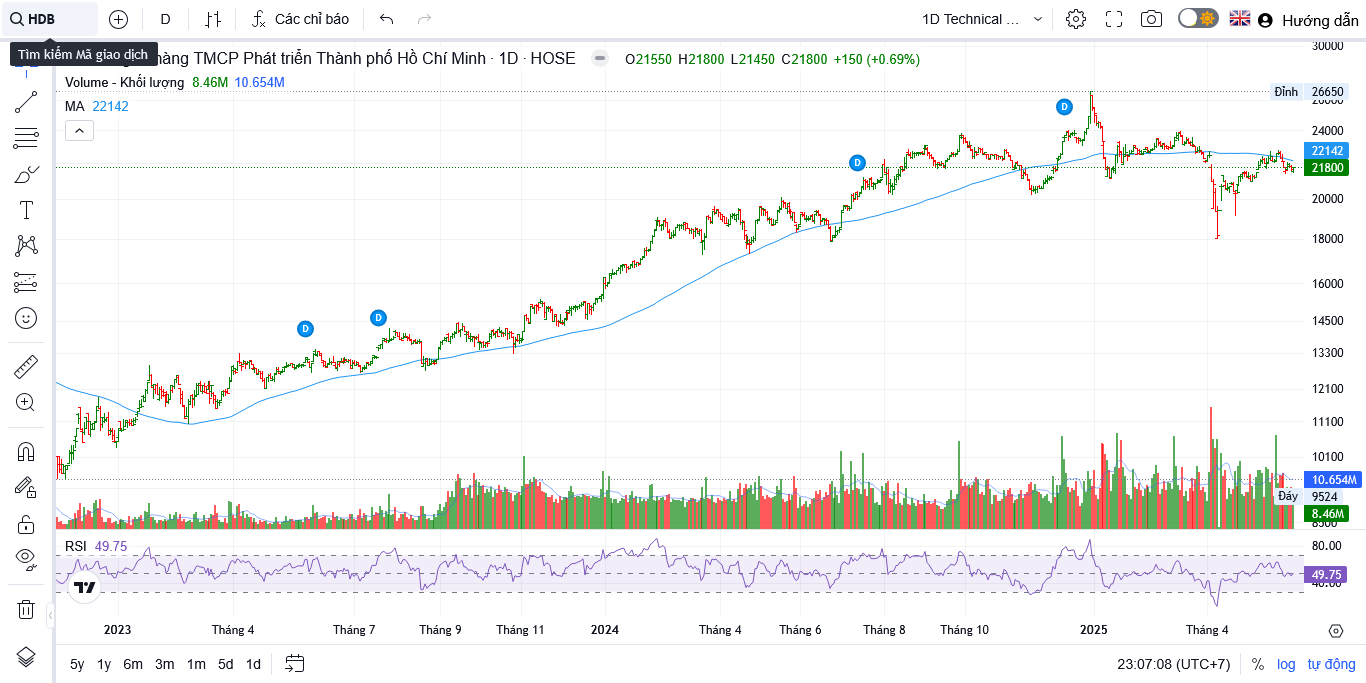 HDB
D
Các chỉ báo
1D Technical ...
Hướng dẫn
Tìm kiếm Mã giao dịch
hàng TMCP Phát triển Thành phố Hồ Chí Minh · 1D · HOSE
O21550 H21800 L21450 C21800 +150 (+0.69%)
Volume - Khối lượng 8.46M 10.654M
MA 22142
30000
Đỉnh 26650
24000
22142
21800
20000
18000
16000
14500
13300
12100
11100
10100
10.654M
Đáy 9524
8.46M
D
D
D
D
RSI 49.75
80.00
49.75
40.00
2023
Tháng 4
Tháng 7
Tháng 9
Tháng 11
2024
Tháng 4
Tháng 6
Tháng 8
Tháng 10
2025
Tháng 4
5y 1y 6m 3m 1m 5d 1d
23:07:08 (UTC+7)
% log tự động